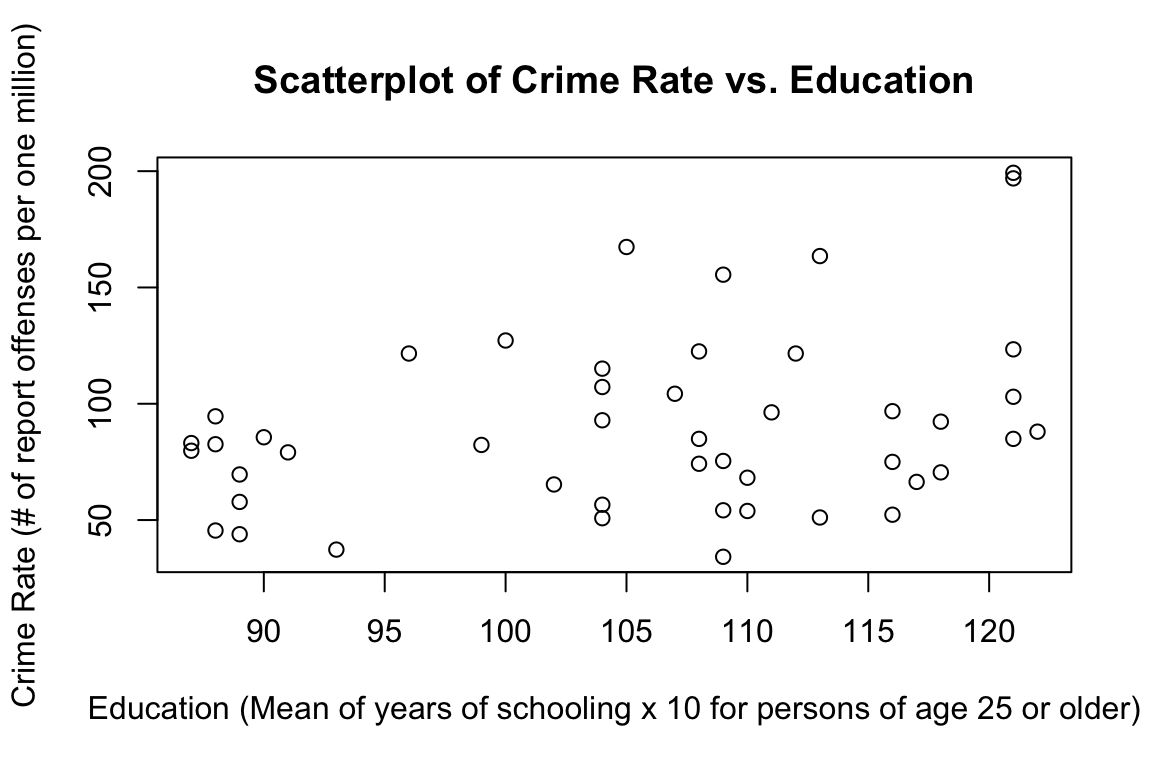 Scatterplot of Crime Rate vs. Education
Crime Rate (# of report offenses per one million)
200
150
100
50
90 95 100 105 110 115 120
Education (Mean of years of schooling x 10 for persons of age 25 or older)